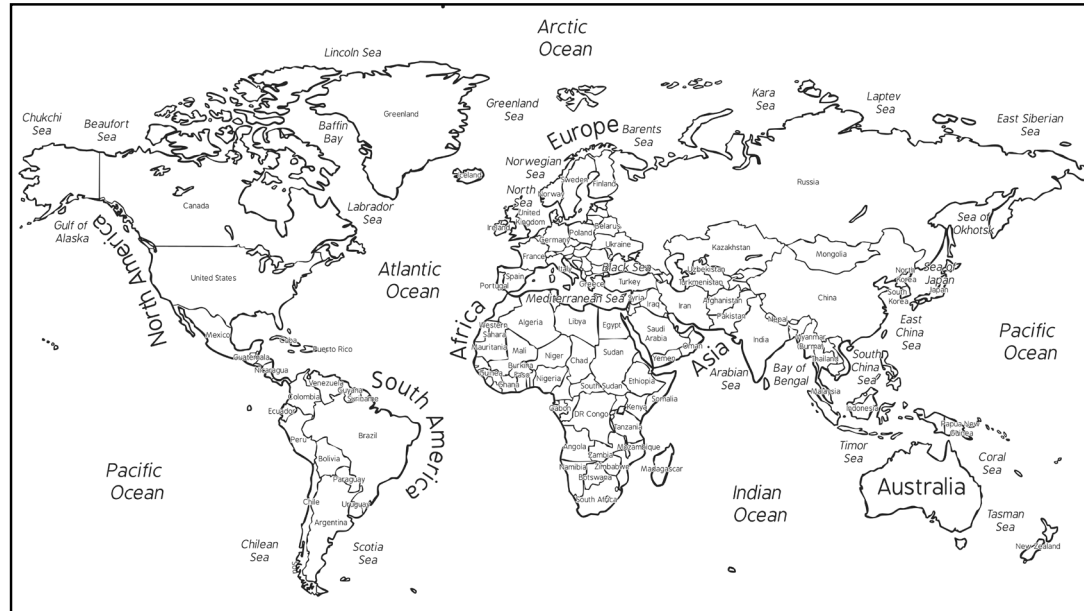 Arctic
Ocean
Lincoln Sea
Greenland
Greenland
Sea
Kara
Sea
Laptev
Sea
Chukchi
Sea
Beaufort
Sea
Baffin
Bay
Europe
Barents
Sea
East Siberian
Sea
Norwegian
Sea
Iceland
Sweden
Finland
Norway
Russia
Canada
Labrador
Sea
North
Sea
United
Kingdom
Ireland
Gulf of
Alaska
Sea of
Okhotsk
Belarus
Poland
Germany
Ukraine
France
Kazakhstan
Mongolia
North America
United States
Atlantic
Ocean
Spain
Portugal
Italy
Black Sea
Greece
Turkey
Uzbekistan
Turkmenistan
North
Korea
Sea of
Japan
South
Korea
Japan
China
Mediterranean Sea
Syria
Iraq
Iran
Afghanistan
Pakistan
Nepal
East
China
Sea
Pacific
Ocean
Mexico
Cuba
Puerto Rico
Guatemala
Nicaragua
Africa
Western
Sahara
Algeria
Libya
Egypt
Saudi
Arabia
Oman
Yemen
Asia
India
Arabian
Sea
Bay of
Bengal
Myanmar
(Burma)
Thailand
South
China
Sea
Mauritania
Mali
Niger
Chad
Sudan
Burkina
Faso
Guinea
Ghana
Nigeria
South Sudan
Ethiopia
Somalia
Malaysia
Indonesia
Papua New
Guinea
Venezuela
Guyana
Suriname
Colombia
Ecuador
South America
Peru
Brazil
Bolivia
Paraguay
Gabon
DR Congo
Kenya
Tanzania
Angola
Zambia
Mozambique
Namibia
Zimbabwe
Botswana
Madagascar
South Africa
Timor
Sea
Coral
Sea
Australia
Pacific
Ocean
Indian
Ocean
Chile
Uruguay
Argentina
Chilean
Sea
Scotia
Sea
Tasman
Sea
New Zealand